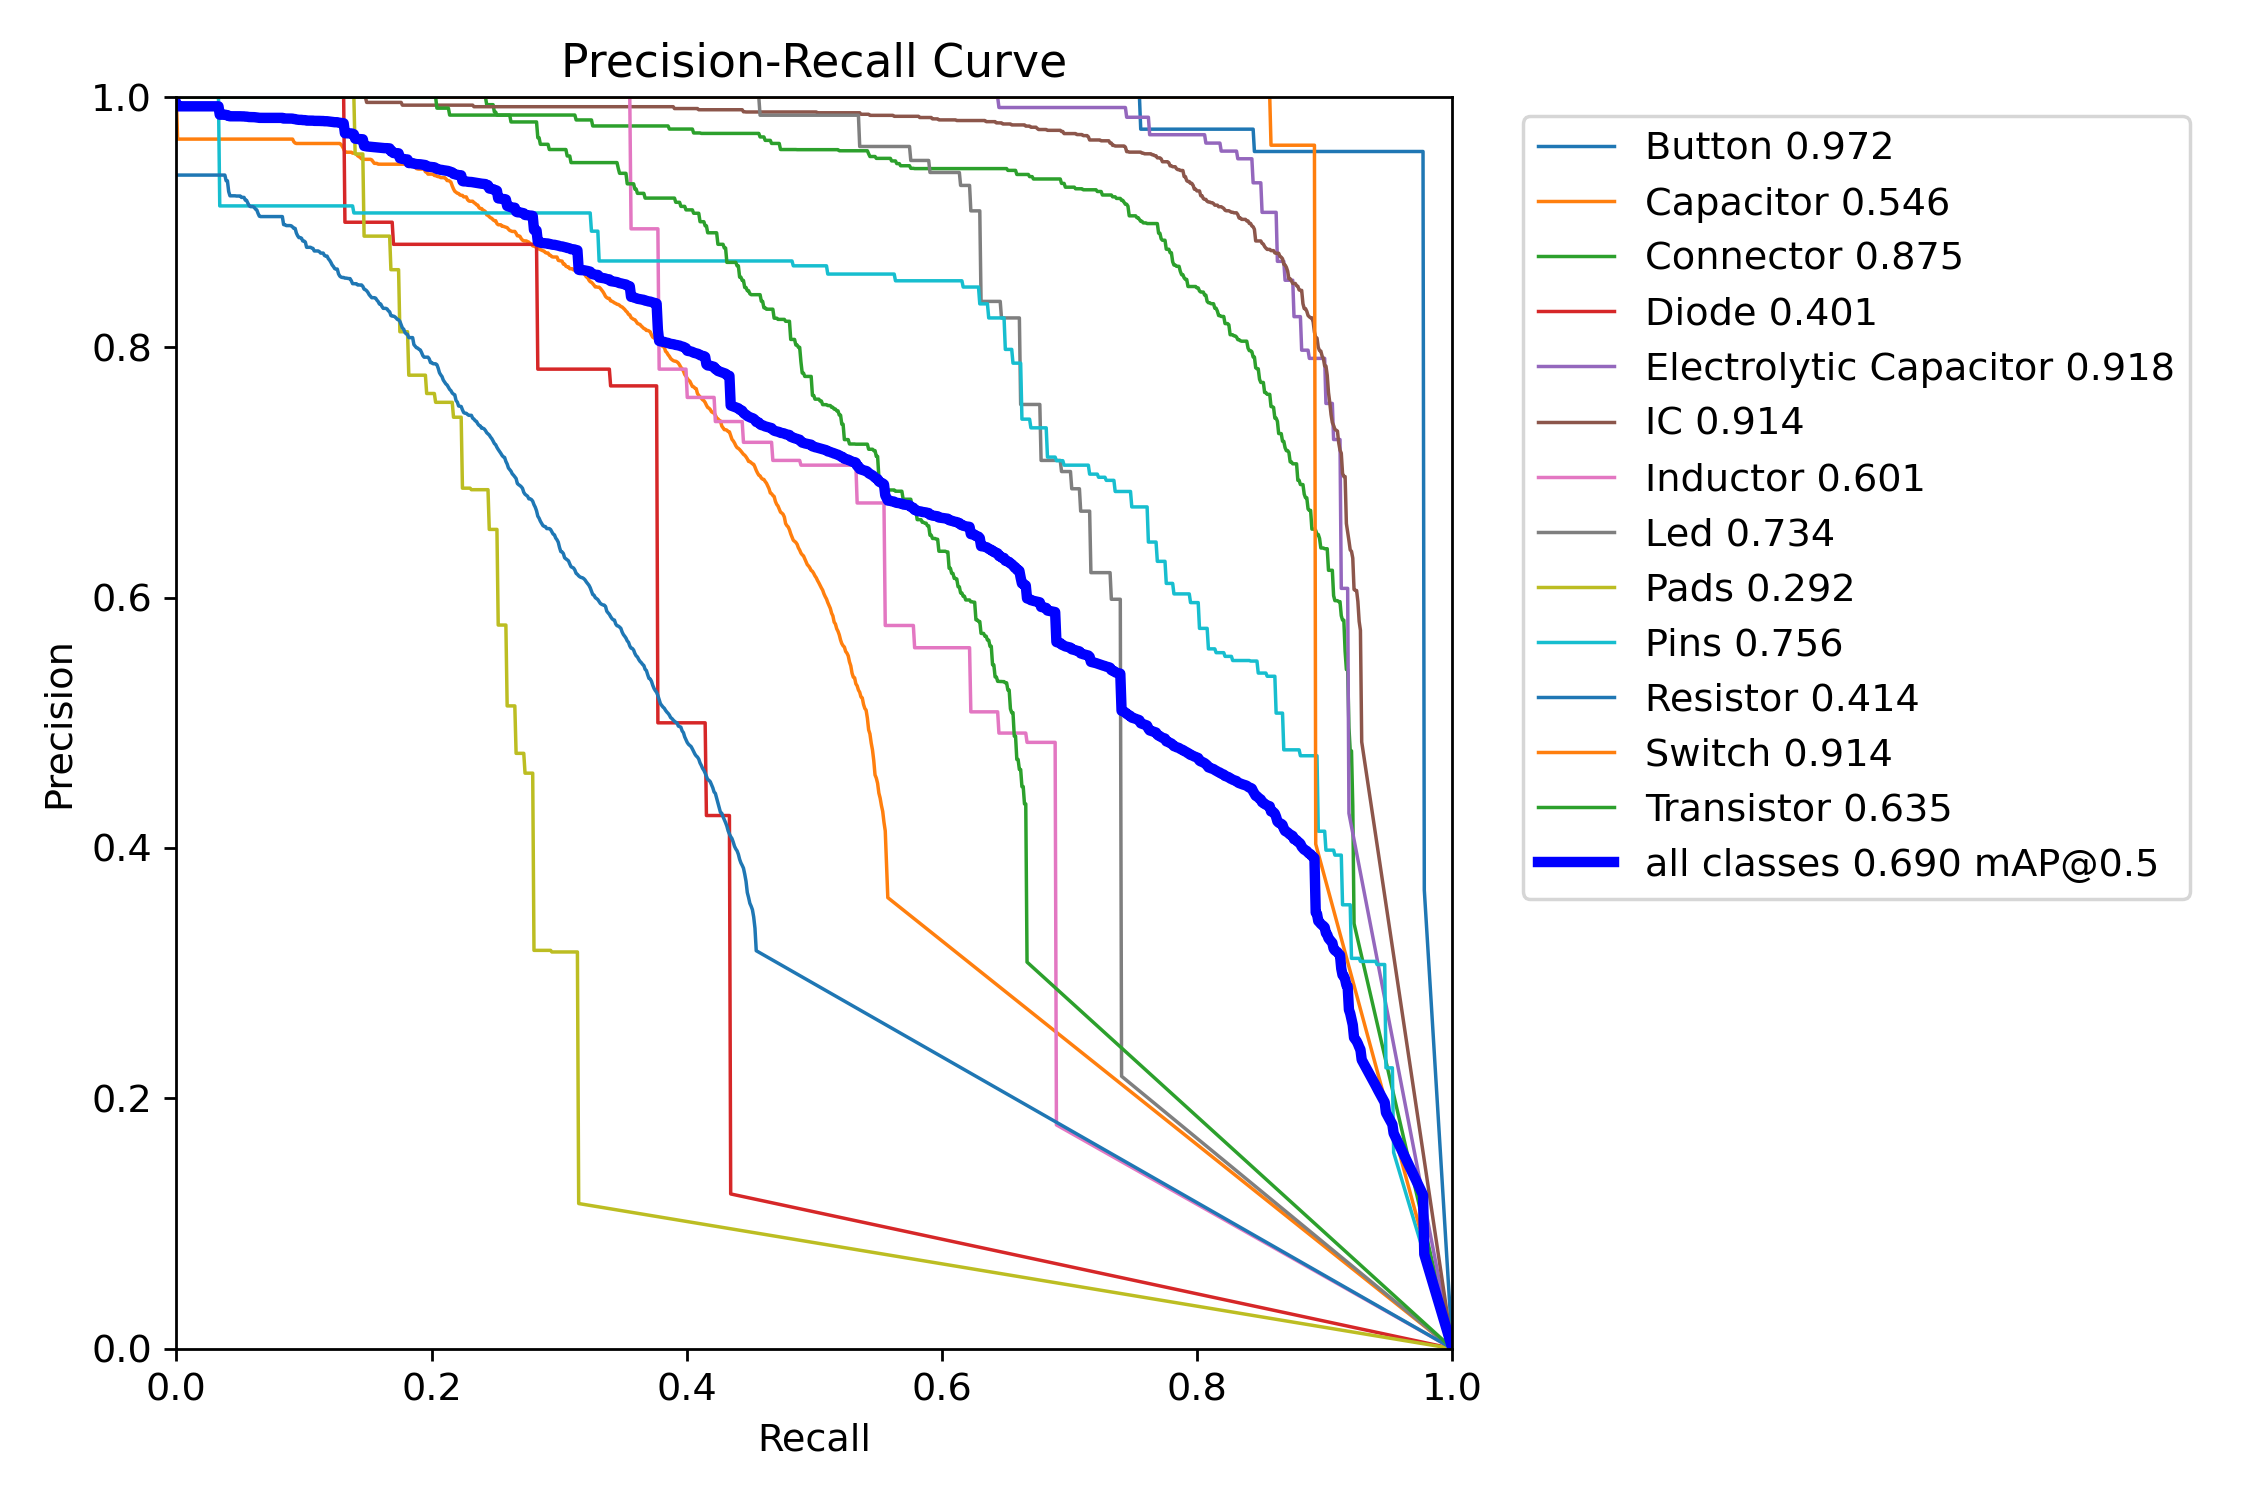 Precision-Recall Curve
1.0
0.8
0.6
0.4
0.2
0.0
Precision
0.0 0.2 0.4 0.6 0.8 1.0
Recall
Button 0.972
Capacitor 0.546
Connector 0.875
Diode 0.401
Electrolytic Capacitor 0.918
IC 0.914
Inductor 0.601
Led 0.734
Pads 0.292
Pins 0.756
Resistor 0.414
Switch 0.914
Transistor 0.635
all classes 0.690 mAP@0.5